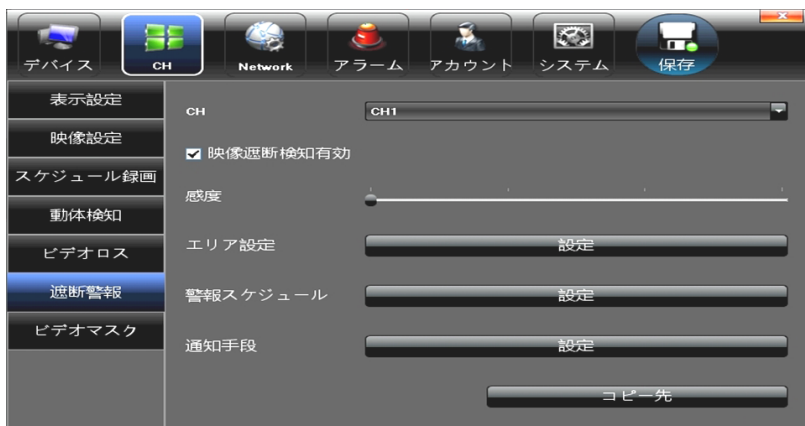 デバイス CH Network アラーム アカウント システム 保存
表示設定
映像設定
スケジュール録画
動体検知
ビデオロス
遮断警報
ビデオマスク
CH CH1
映像遮断検知有効
感度
エリア設定 設定
警報スケジュール 設定
通知手段 設定
コピー先